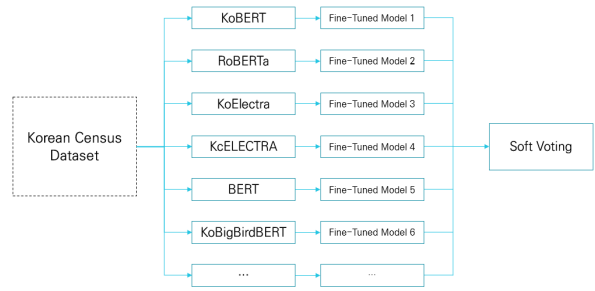 Korean Census
Dataset
KoBERT
Fine-Tuned Model 1
RoBERTa
Fine-Tuned Model 2
KoElectra
Fine-Tuned Model 3
KcELECTRA
Fine-Tuned Model 4
BERT
Fine-Tuned Model 5
KoBigBirdBERT
Fine-Tuned Model 6
...
...
Soft Voting